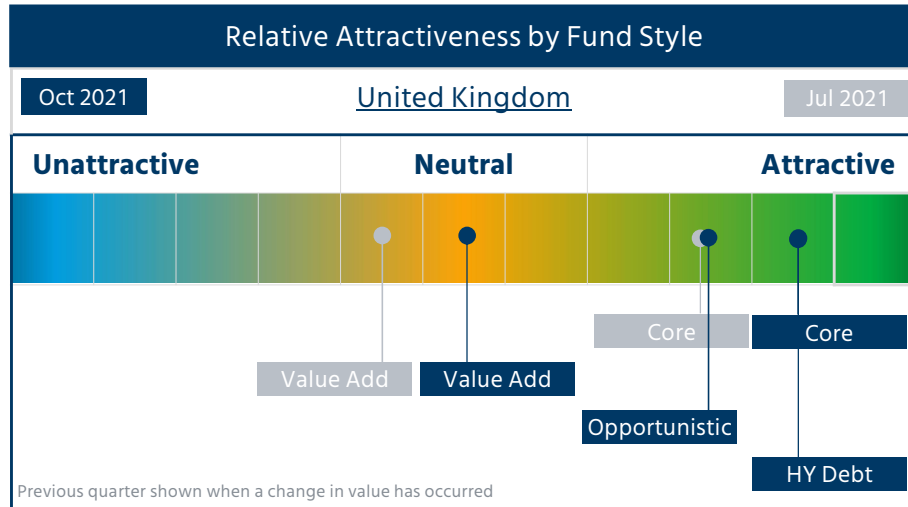 Relative Attractiveness by Fund Style
Oct 2021
United Kingdom
Jul 2021
Unattractive
Neutral
Attractive
Core
Core
Value Add
Value Add
Opportunistic
HY Debt
Previous quarter shown when a change in value has occurred